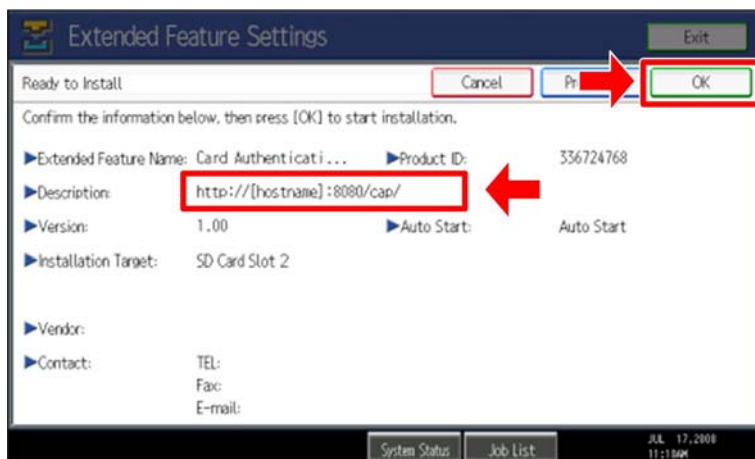 Extended Feature Settings
Exit
Ready to Install
Cancel
OK
Confirm the information below, then press [OK] to start installation.
▶Extended Feature Name: Card Authenticati... ▶Product ID: 336724768
▶Description: http://[hostname]:8080/cap/
▶Version: 1.00 ▶Auto Start: Auto Start
▶Installation Target: SD Card Slot 2
▶Vendor:
▶Contact: TEL:
Fax:
E-mail:
System Status Job List
JUL 17,2008
11:10AM